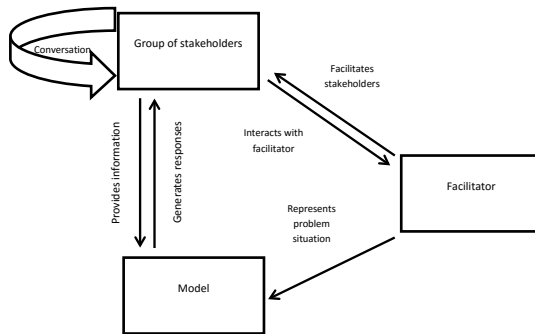 Conversation
Group of stakeholders
Facilitates
stakeholders
Interacts with
facilitator
Provides information
Generates responses
Facilitator
Represents
problem
situation
Model